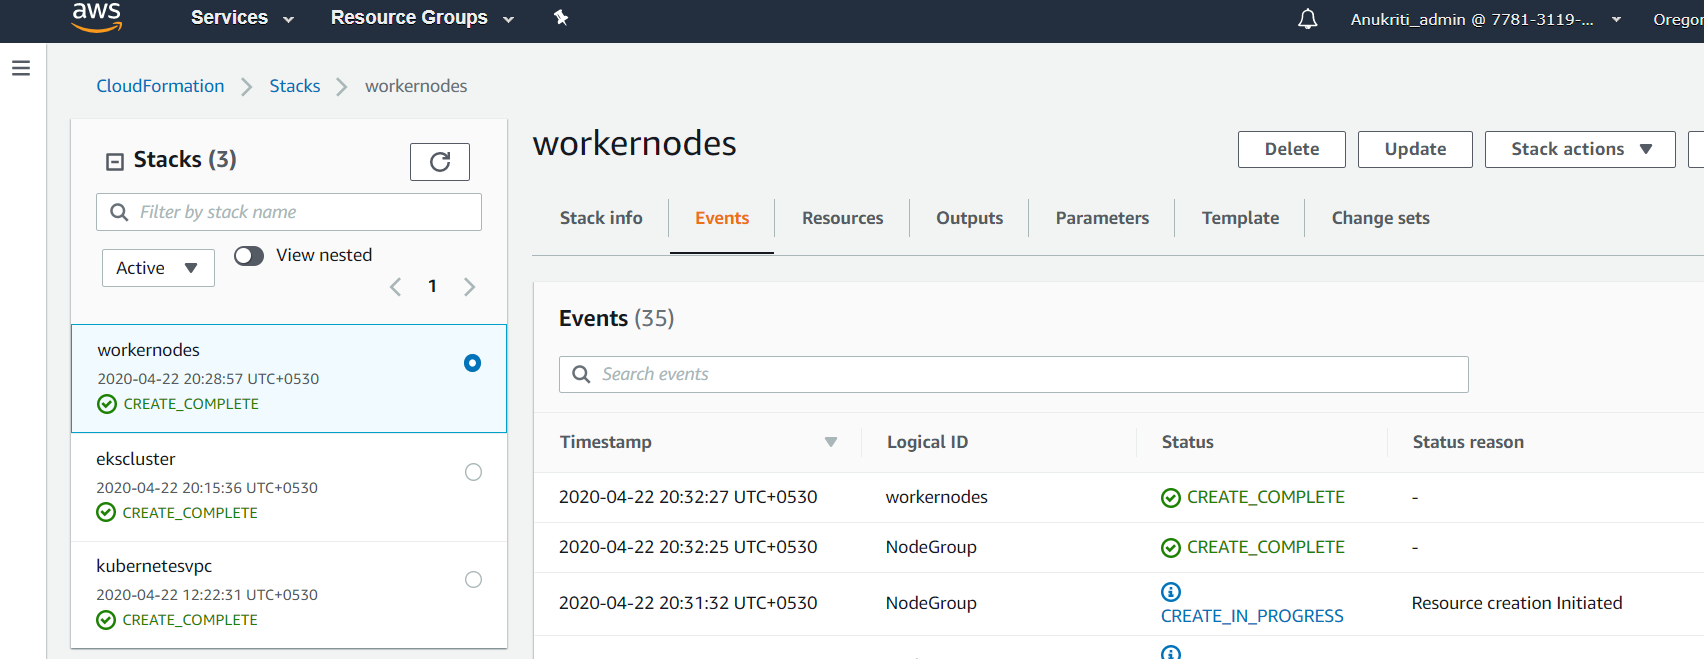 aws Services Resource Groups Anukriti_admin @ 7781-3119-...
CloudFormation Stacks workernodes
Stacks (3)
Filter by stack name
Active View nested
1
workernodes
2020-04-22 20:28:57 UTC+0530
CREATE_COMPLETE
ekscluster
2020-04-22 20:15:36 UTC+0530
CREATE_COMPLETE
kubernetesvpc
2020-04-22 12:22:31 UTC+0530
CREATE_COMPLETE
workernodes
Delete Update Stack actions
Stack info Events Resources Outputs Parameters Template Change sets
Events (35)
Search events
Timestamp Logical ID Status Status reason
2020-04-22 20:32:27 UTC+0530 workernodes CREATE_COMPLETE -
2020-04-22 20:32:25 UTC+0530 NodeGroup CREATE_COMPLETE -
2020-04-22 20:31:32 UTC+0530 NodeGroup CREATE_IN_PROGRESS Resource creation Initiated